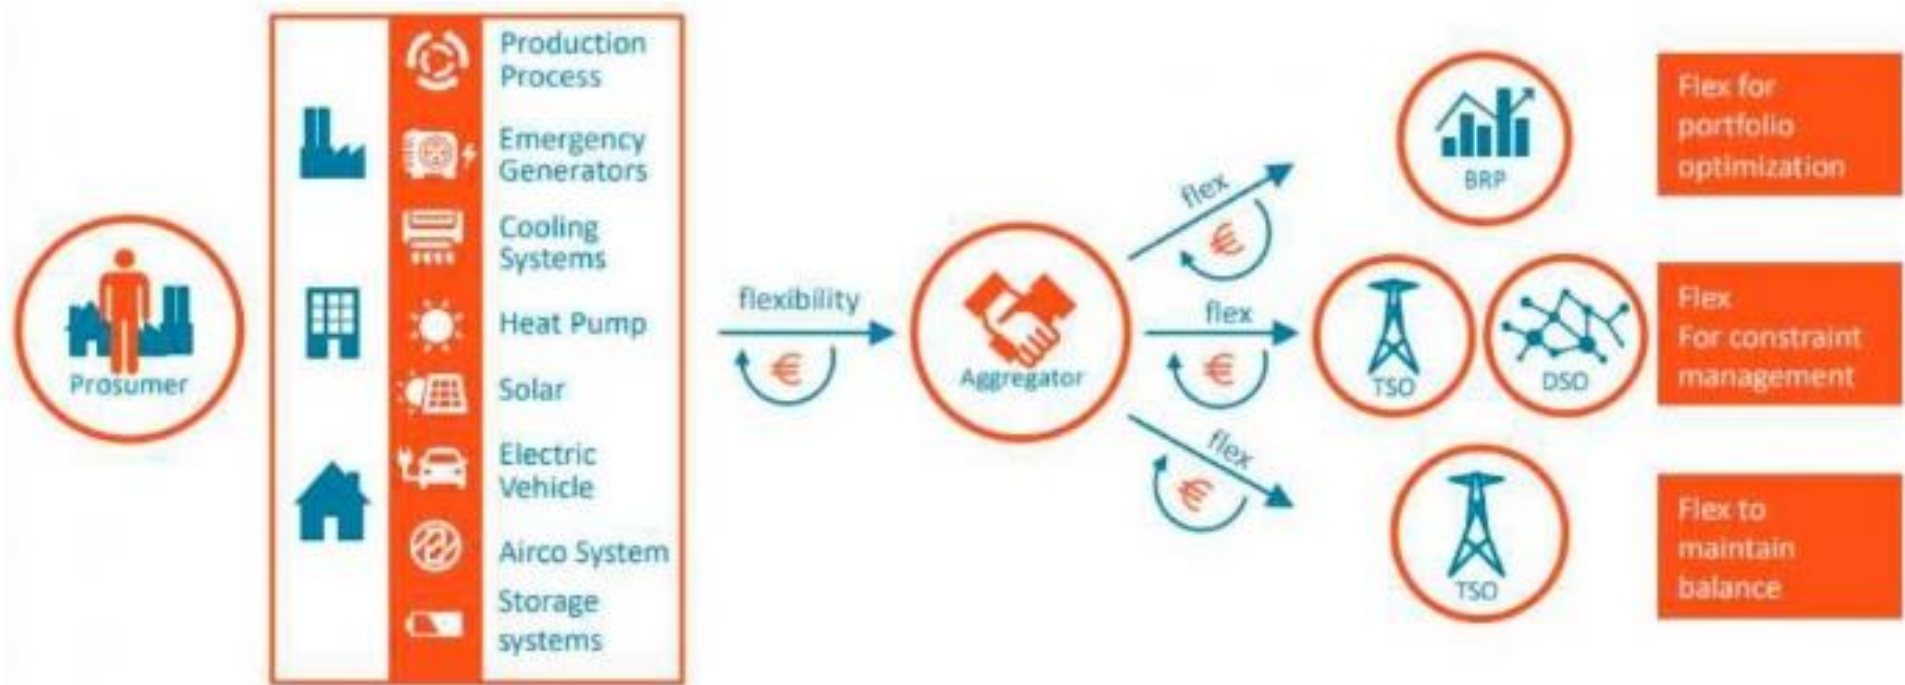 Prosumer
Production
Process
Emergency
Generators
Cooling
Systems
Heat Pump
Solar
Electric
Vehicle
Airco System
Storage
systems
flexibility
€
Aggregator
flex
€
flex
€
flex
€
BRP
Flex for
portfolio
optimization
TSO
DSO
Flex
For constraint
management
TSO
Flex to
maintain
balance